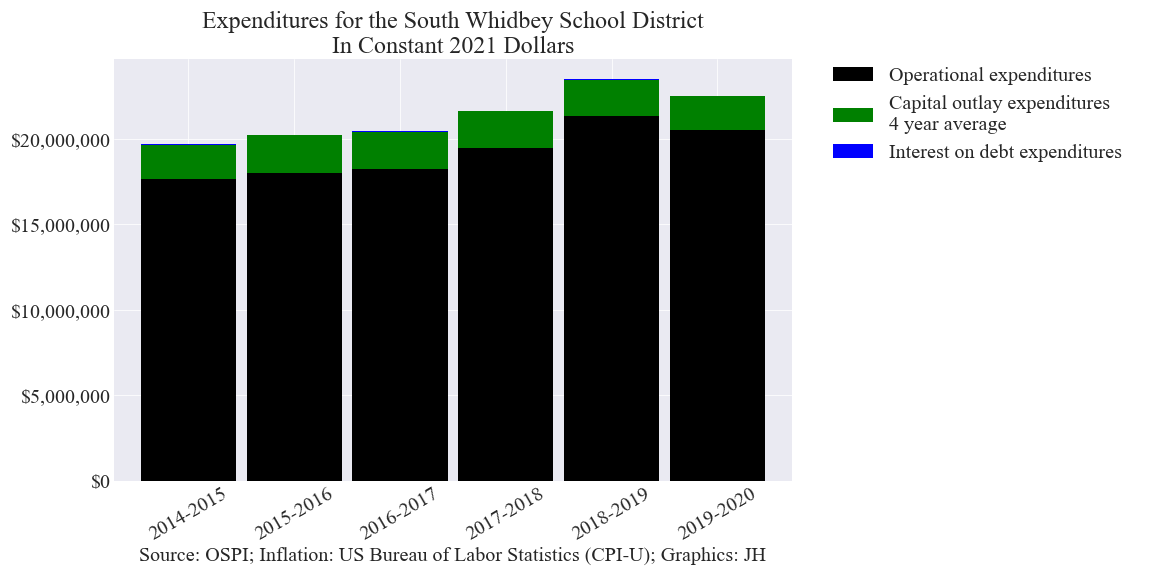 Expenditures for the South Whidbey School District
In Constant 2021 Dollars
Operational expenditures
Capital outlay expenditures
4 year average
Interest on debt expenditures
$20,000,000
$15,000,000
$10,000,000
$5,000,000
$0
2014-2015
2015-2016
2016-2017
2017-2018
2018-2019
2019-2020
Source: OSPI; Inflation: US Bureau of Labor Statistics (CPI-U); Graphics: JH